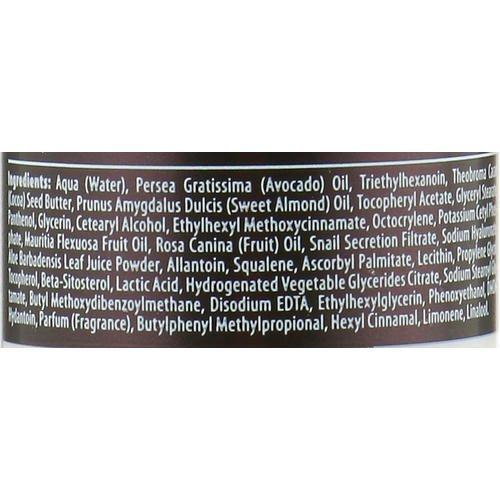 Ingredients: Aqua (Water), Persea Gratissima (Avocado) Oil, Triethylhexanoin, Theobroma
(Cocoa) Seed Butter, Prunus Amygdalus Dulcis (Sweet Almond) Oil, Tocopheryl Acetate, Glyceryl
Panthenol, Glycerin, Cetearyl Alcohol, Ethylhexyl Methoxycinnamate, Octocrylene, Potassium Cetyl
phate, Mauritia Flexuosa Fruit Oil, Rosa Canina (Fruit) Oil, Snail Secretion Filtrate, Sodium
Aloe Barbadensis Leaf Juice Powder, Allantoin, Squalene, Ascorbyl Palmitate, Lecithin, Propylene
Tocopherol, Beta-Sitosterol, Lactic Acid, Hydrogenated Vegetable Glycerides Citrate, Sodium
tamate, Butyl Methoxydibenzoylmethane, Disodium EDTA, Ethylhexylglycerin, Phenoxyethanol,
Hydantoin, Parfum (Fragrance), Butylphenyl Methylpropional, Hexyl Cinnamal, Limonene, Linalool.